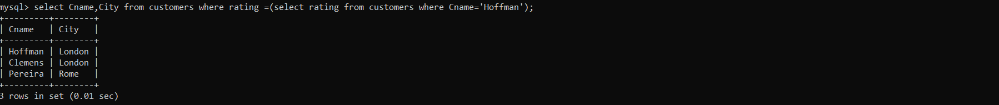 mysql> select Cname,City from customers where rating =(select rating from customers where Cname='Hoffman');
+---------+--------+
| Cname   | City   |
+---------+--------+
| Hoffman | London |
| Clemens | London |
| Pereira | Rome   |
+---------+--------+
3 rows in set (0.01 sec)